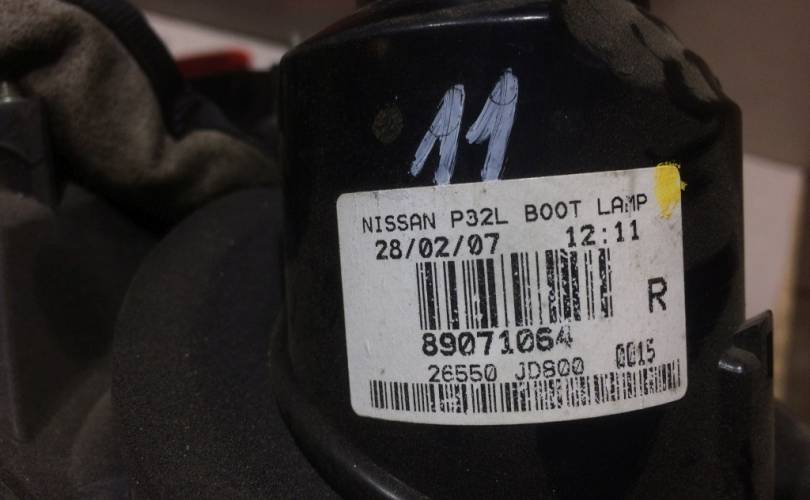 11
NISSAN P32L BOOT LAMP
28/02/07 12:11
R
89071064
26550 JD800 0015